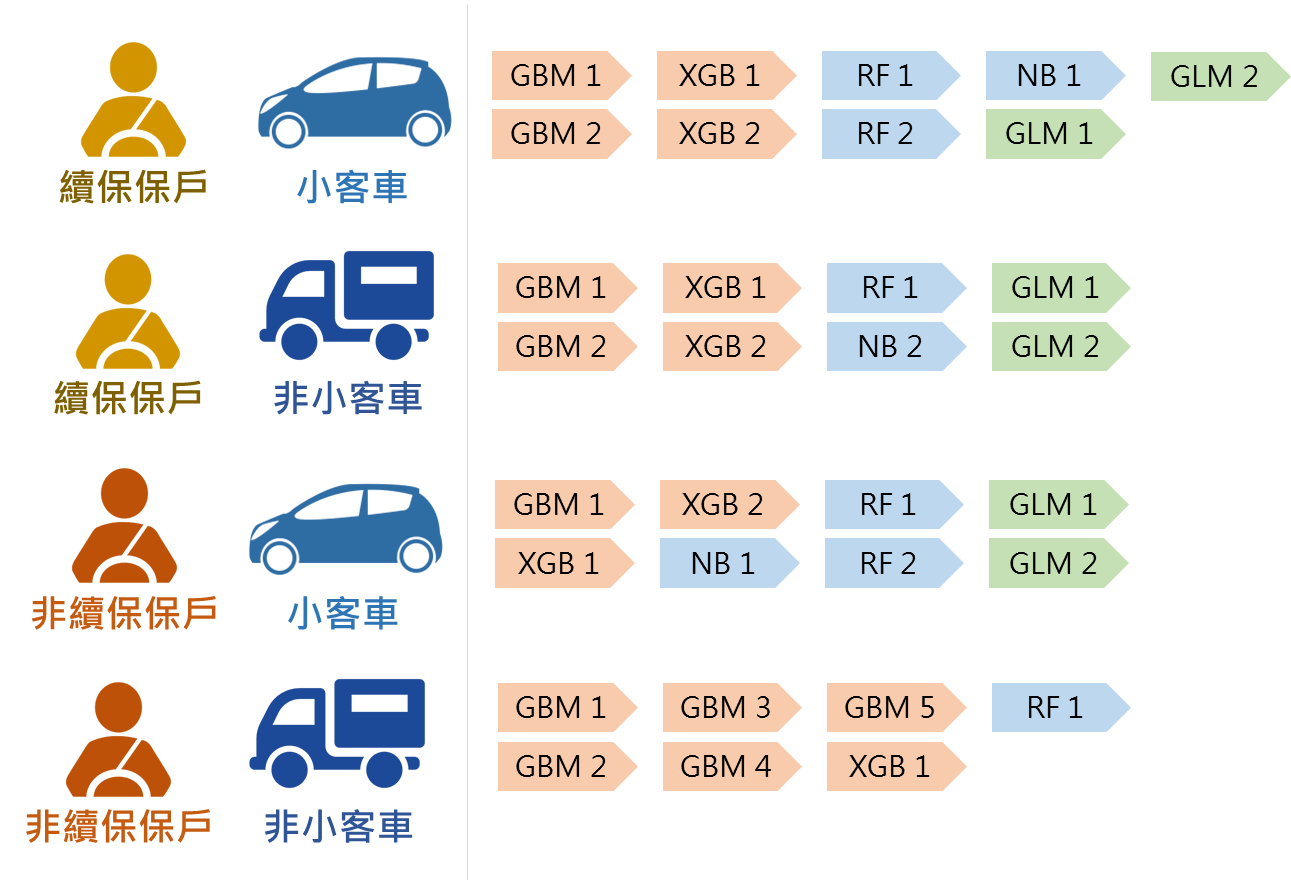 GBM 1 XGB 1 RF 1 NB 1 GLM 2
GBM 2 XGB 2 RF 2 GLM 1
續保保戶 小客車
GBM 1 XGB 1 RF 1 GLM 1
GBM 2 XGB 2 NB 2 GLM 2
續保保戶 非小客車
GBM 1 XGB 2 RF 1 GLM 1
XGB 1 NB 1 RF 2 GLM 2
非續保保戶 小客車
GBM 1 GBM 3 GBM 5 RF 1
GBM 2 GBM 4 XGB 1
非續保保戶 非小客車